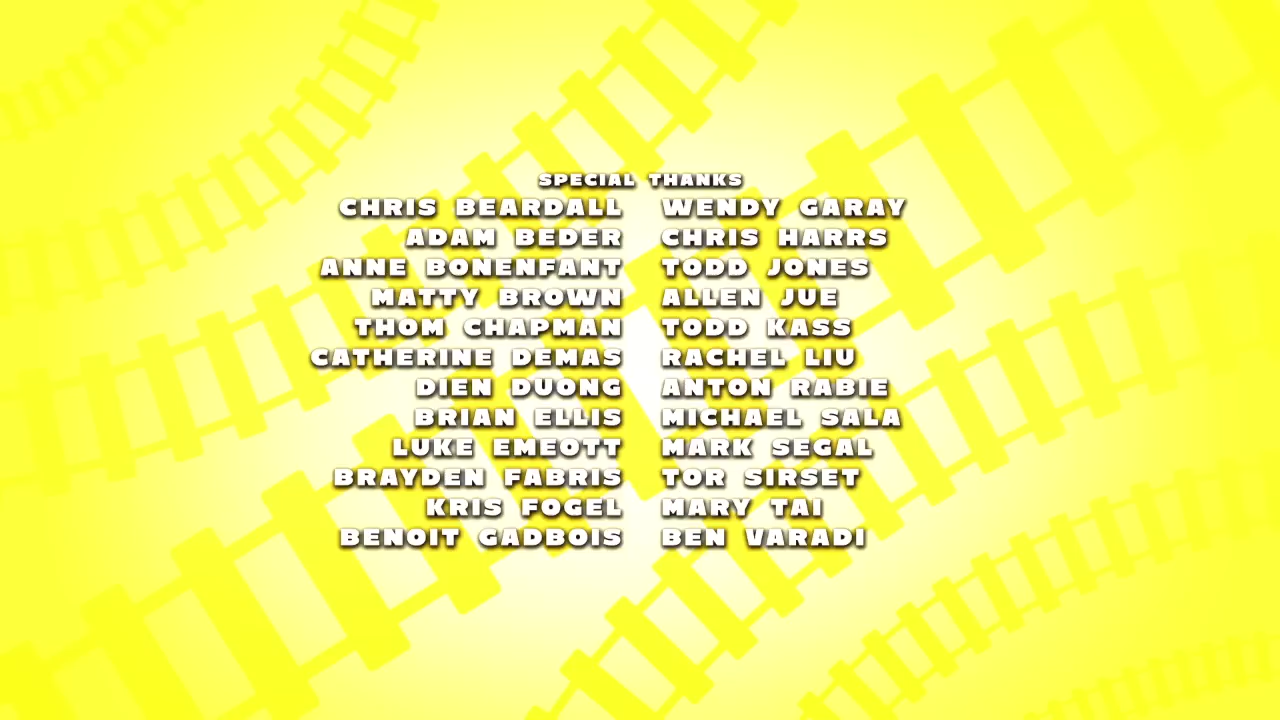 SPECIAL THANKS
CHRIS BEARDALL WENDY GARAY
ADAM BEDER CHRIS HARRS
ANNE BONENFANT TODD JONES
MATTY BROWN ALLEN JUE
THOM CHAPMAN TODD KASS
CATHERINE DEMAS RACHEL LIU
DIEN DUONG ANTON RABIE
BRIAN ELLIS MICHAEL SALA
LUKE EMEOTT MARK SEGAL
BRAYDEN FABRIS TOR SIRSET
KRIS FOGEL MARY TAI
BENOIT GADBOIS BEN VARADI